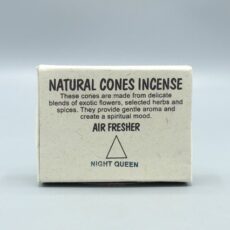 NATURAL CONES INCENSE
These cones are made from delicate
blends of exotic flowers, selected herbs and
spices. They provide gentle aroma and
create a spiritual mood.
AIR FRESHER
NIGHT QUEEN